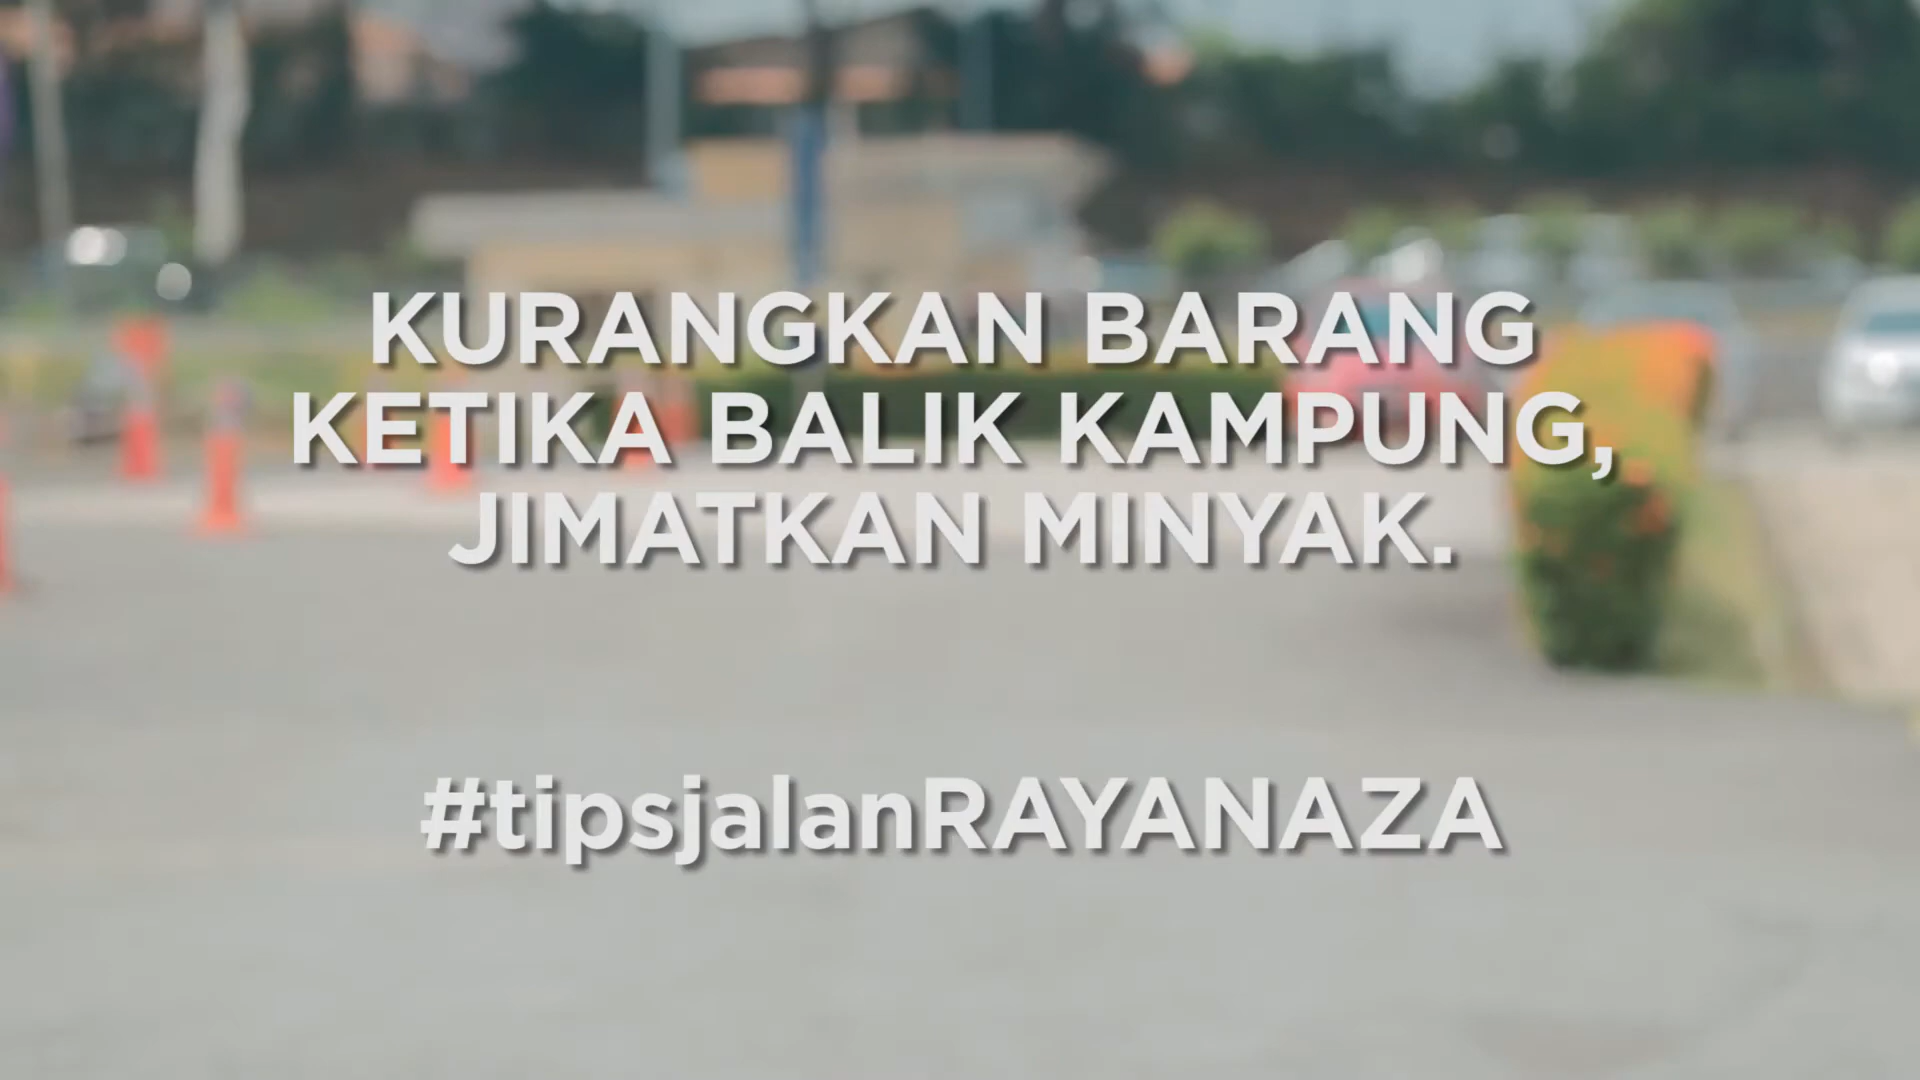 KURANGKAN BARANG
KETIKA BALIK KAMPUNG,
JIMATKAN MINYAK.
#tipsjalanRAYANAZA